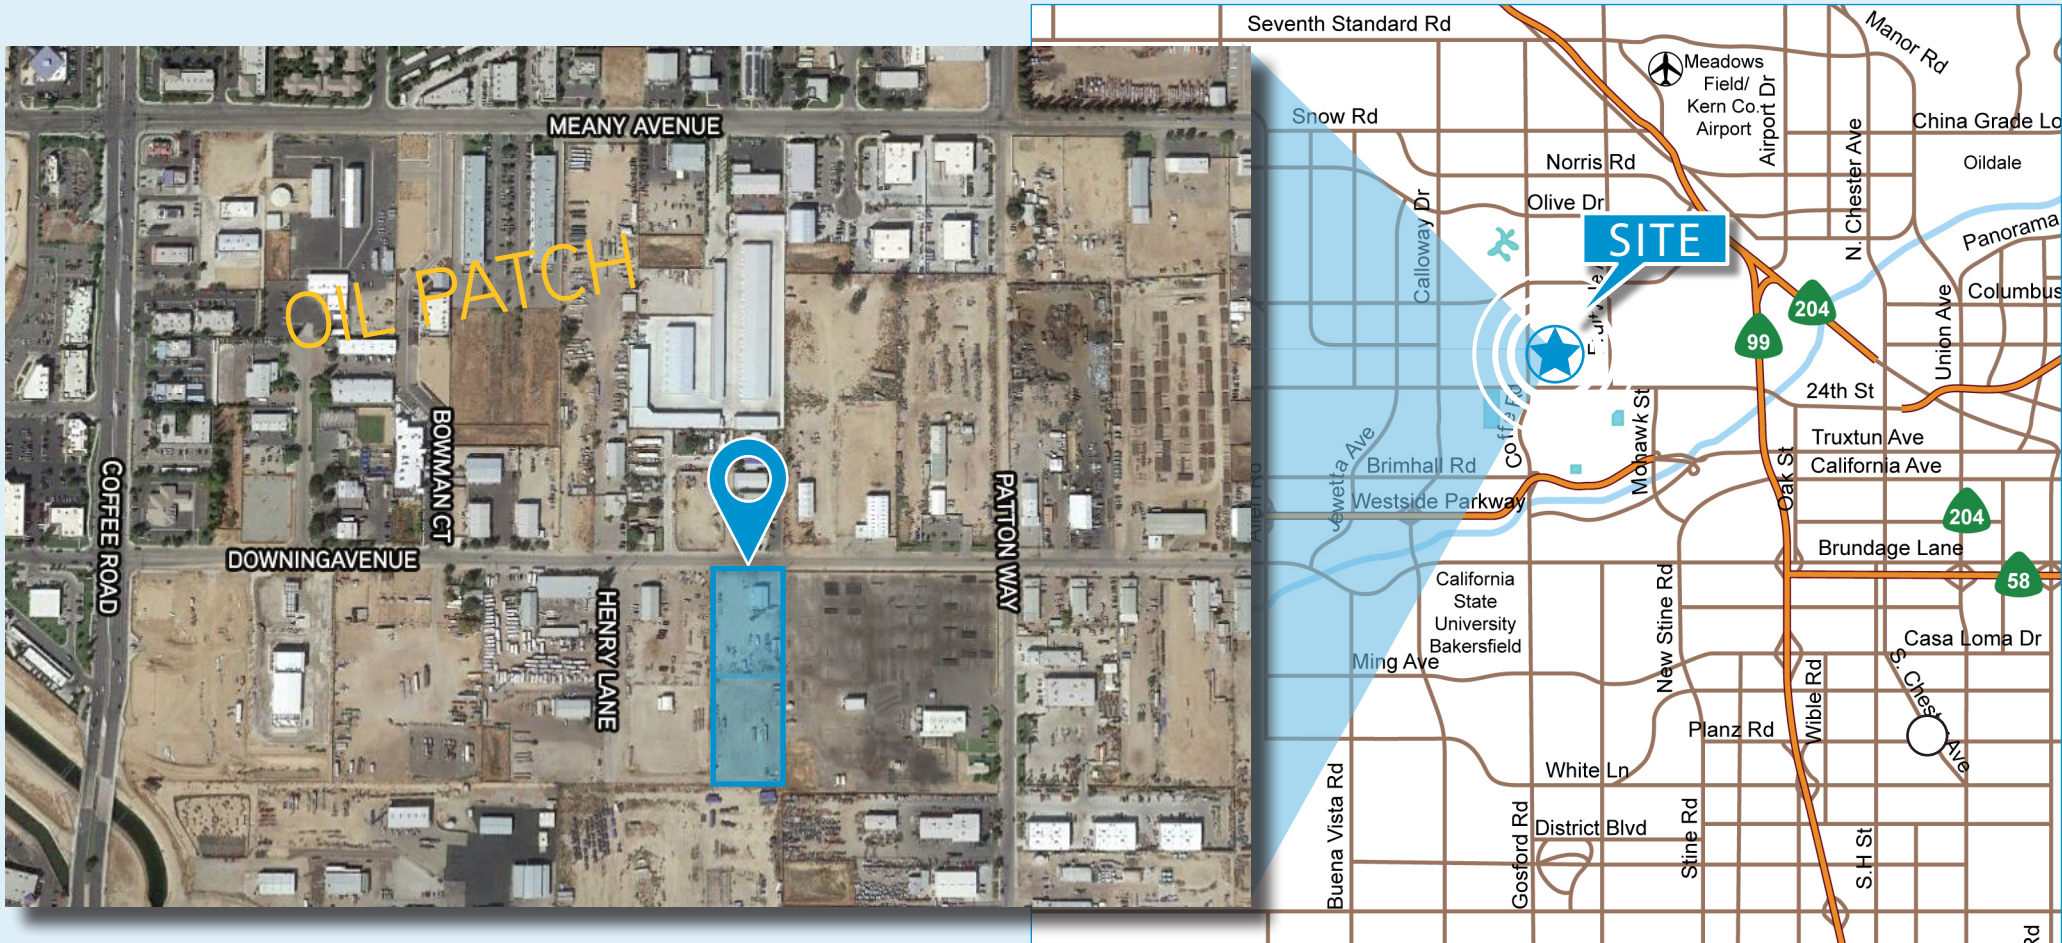 MEANY AVENUE
OIL PATCH
COFFEE ROAD
BOWMAN CT
DOWNINGAVENUE
HENRY LANE
PATTON WAY
Seventh Standard Rd
Manor Rd
Meadows
Field/
Kern Co.
Airport
Airport Dr
Snow Rd
N. Chester Ave
China Grade Lo
Norris Rd
Oildale
Calloway Dr
Olive Dr
SITE
Panorama
Columbus
204
99
Union Ave
24th St
Mohawk St
Jewetta Ave
Brimhall Rd
Truxtun Ave
California Ave
Westside Parkway
Oak St
204
Brundage Lane
58
California
State
University
Bakersfield
New Stine Rd
Ming Ave
Casa Loma Dr
Wible Rd
S. Chest
Ave
Planz Rd
White Ln
Buena Vista Rd
Gosford Rd
District Blvd
Stine Rd
S.H St
Rd